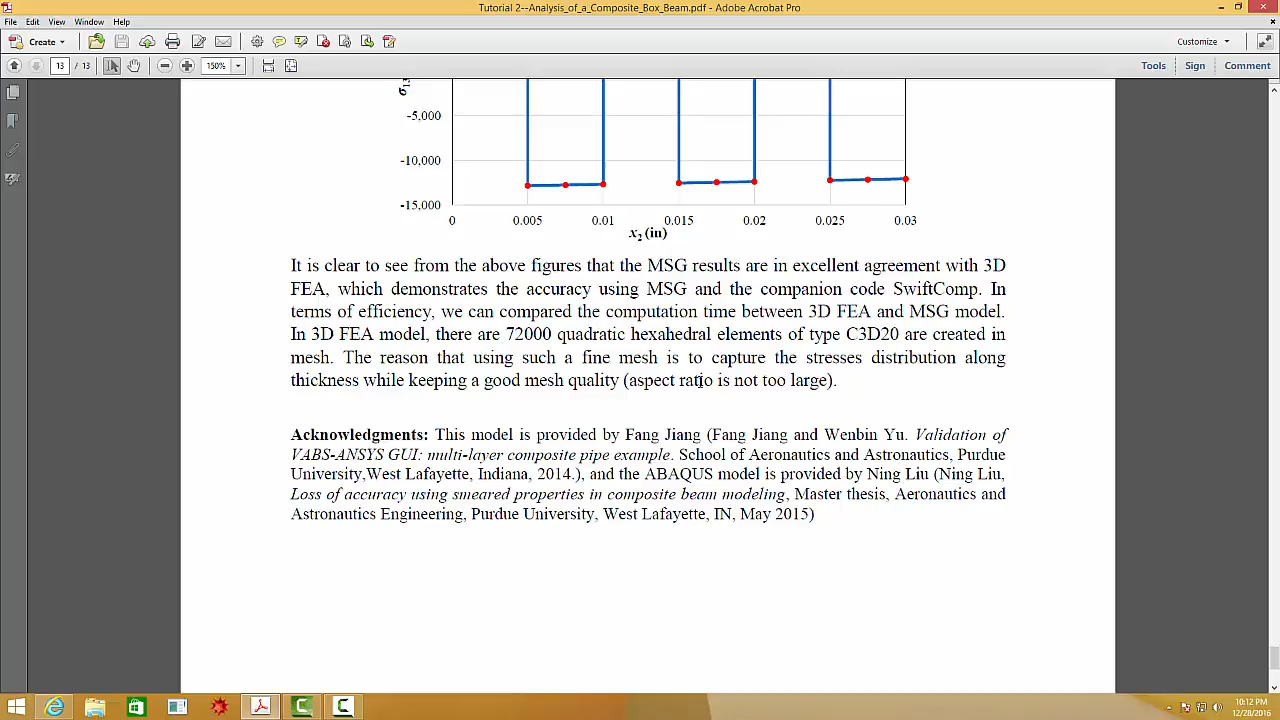 Tutorial 2--Analysis_of_a_Composite_Box_Beam.pdf - Adobe Acrobat Pro
File Edit View Window Help
Create
Customize
13 / 13
150%
Tools Sign Comment
-5,000
-10,000
-15,000
0 0.005 0.01 0.015 0.02 0.025 0.03
x2 (in)
It is clear to see from the above figures that the MSG results are in excellent agreement with 3D
FEA, which demonstrates the accuracy using MSG and the companion code SwiftComp. In
terms of efficiency, we can compared the computation time between 3D FEA and MSG model.
In 3D FEA model, there are 72000 quadratic hexahedral elements of type C3D20 are created in
mesh. The reason that using such a fine mesh is to capture the stresses distribution along
thickness while keeping a good mesh quality (aspect ratio is not too large).
Acknowledgments: This model is provided by Fang Jiang (Fang Jiang and Wenbin Yu. Validation of
VABS-ANSYS GUI: multi-layer composite pipe example. School of Aeronautics and Astronautics, Purdue
University,West Lafayette, Indiana, 2014.), and the ABAQUS model is provided by Ning Liu (Ning Liu,
Loss of accuracy using smeared properties in composite beam modeling, Master thesis, Aeronautics and
Astronautics Engineering, Purdue University, West Lafayette, IN, May 2015)
10:12 PM
12/28/2016